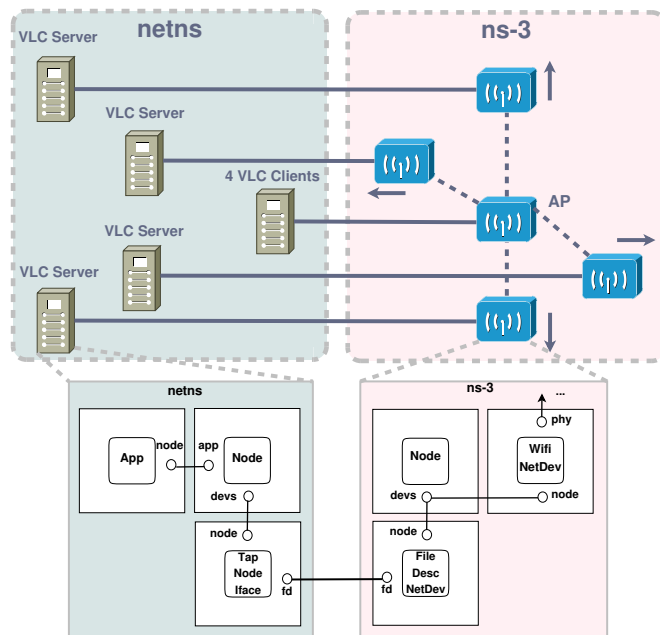 netns
ns-3
VLC Server
VLC Server
4 VLC Clients
AP
VLC Server
VLC Server
netns
ns-3
...
phy
App
node
app
Node
Node
Wifi
NetDev
devs
devs
node
node
node
Tap
Node
Iface
fd
fd
File
Desc
NetDev